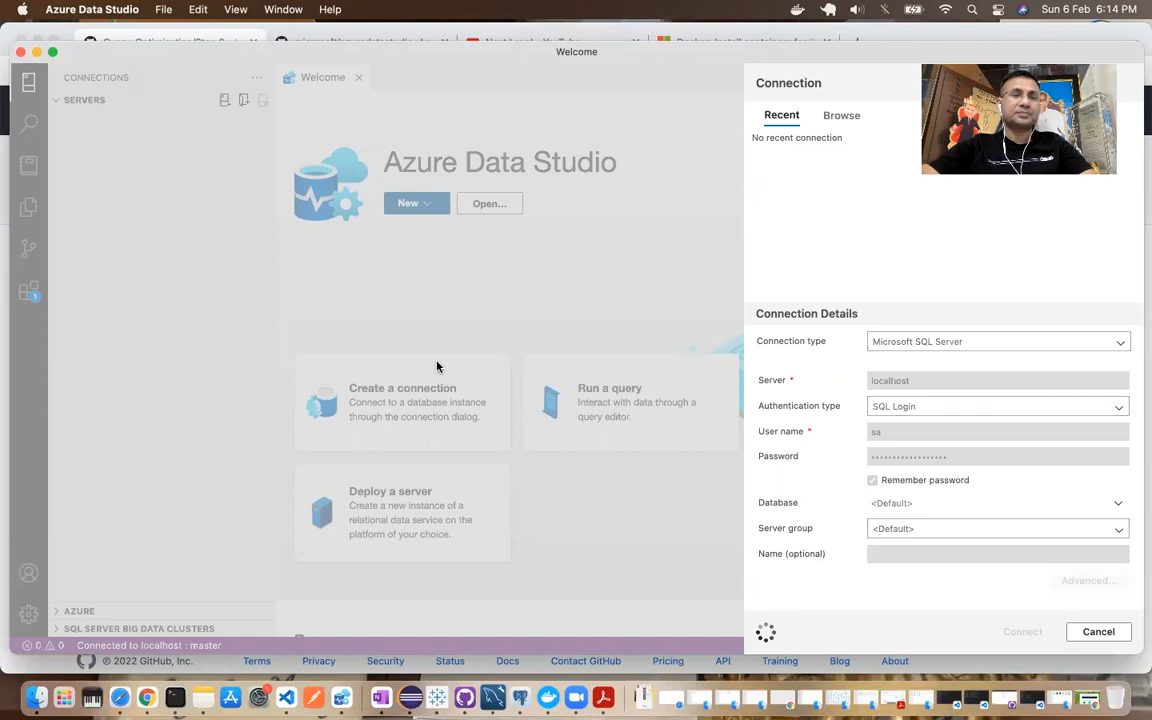 Azure Data Studio File Edit View Window Help Sun 6 Feb 6:14 PM
Welcome
CONNECTIONS ··· Welcome
SERVERS
Azure Data Studio
New Open...
Create a connection
Connect to a database instance
through the connection dialog.
Run a query
Interact with data through a
query editor.
Deploy a server
Create a new instance of a
relational data service on the
platform of your choice.
AZURE
SQL SERVER BIG DATA CLUSTERS
0 0 Connected to localhost : master
Connection
Recent Browse
No recent connection
Connection Details
Connection type Microsoft SQL Server
Server * localhost
Authentication type SQL Login
User name * sa
Password ··················
Remember password
Database <Default>
Server group <Default>
Name (optional)
Advanced...
Connect Cancel
© 2022 GitHub, Inc. Terms Privacy Security Status Docs Contact GitHub Pricing API Training Blog About